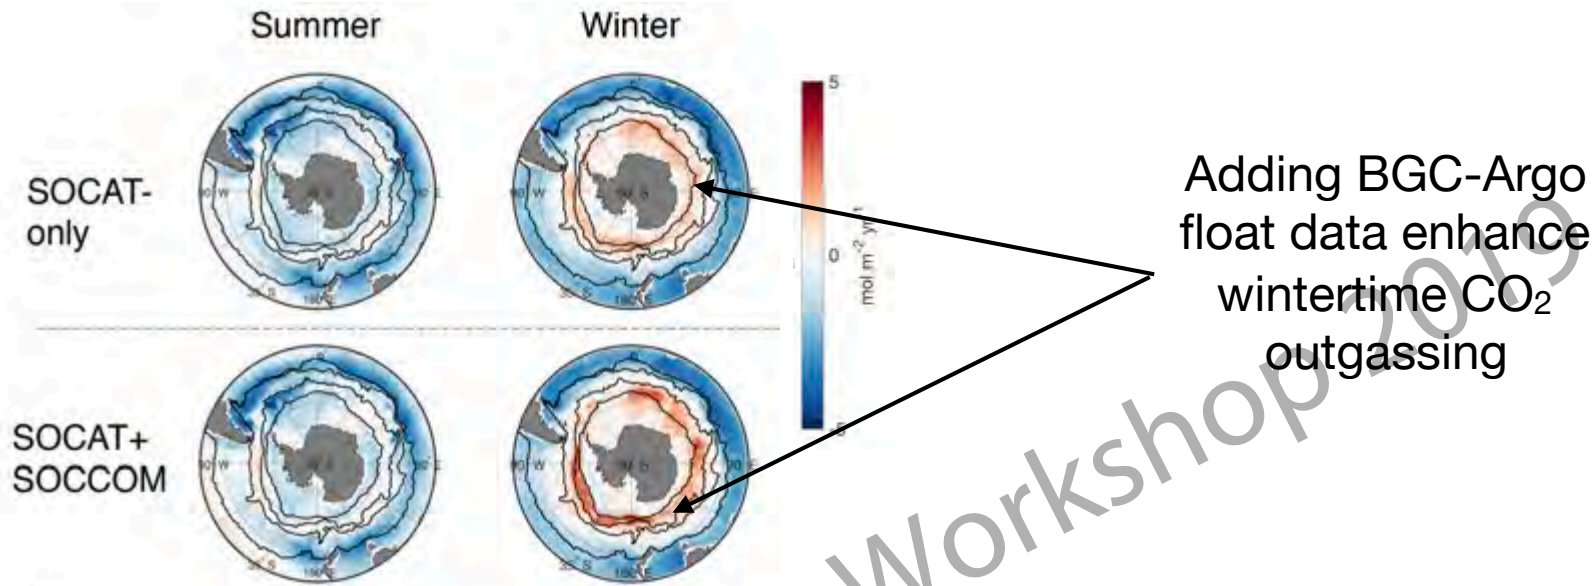 Summer
Winter
SOCAT-
only
SOCAT+
SOCCOM
5
0
-5
mol m-2 yr-1
Adding BGC-Argo
float data enhance
wintertime CO2
outgassing
Workshop 2019